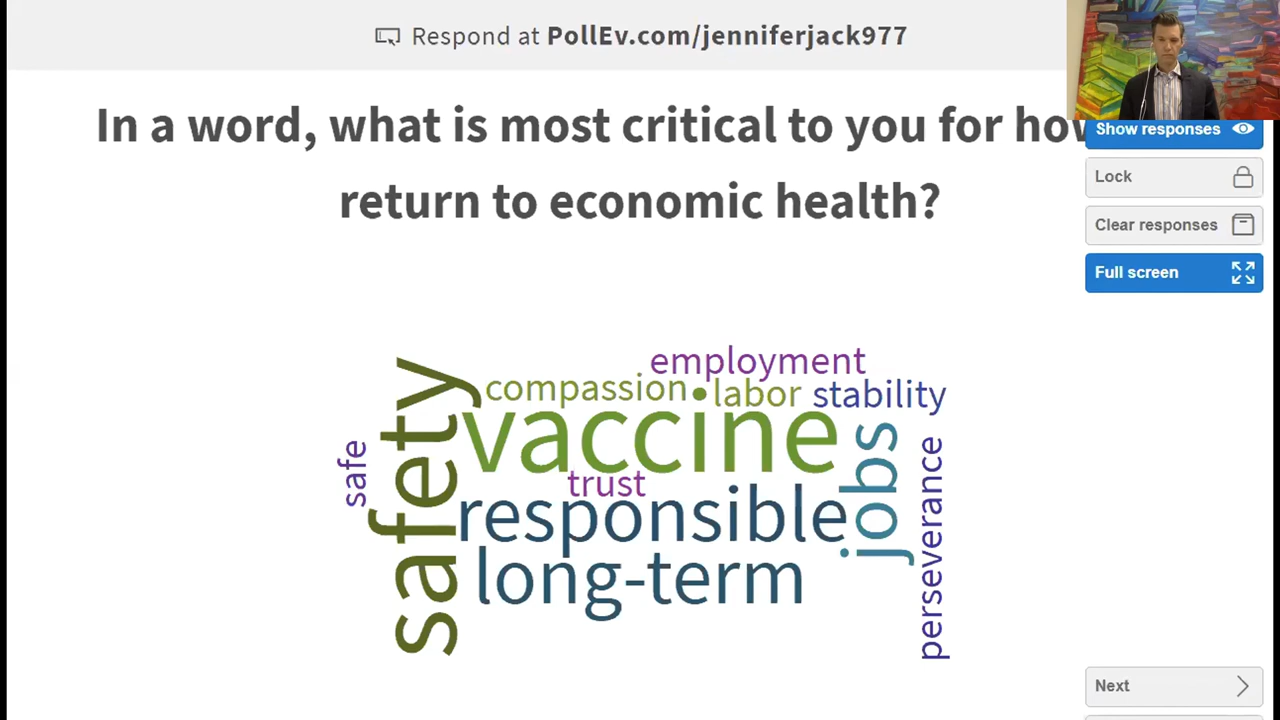 Respond at PollEv.com/jenniferjack977
In a word, what is most critical to you for
return to economic health?
Show responses
Lock
Clear responses
Full screen
employment
compassion labor stability
vaccine
safety
safe
trust
responsible
jobs
perseverance
long-term
Next